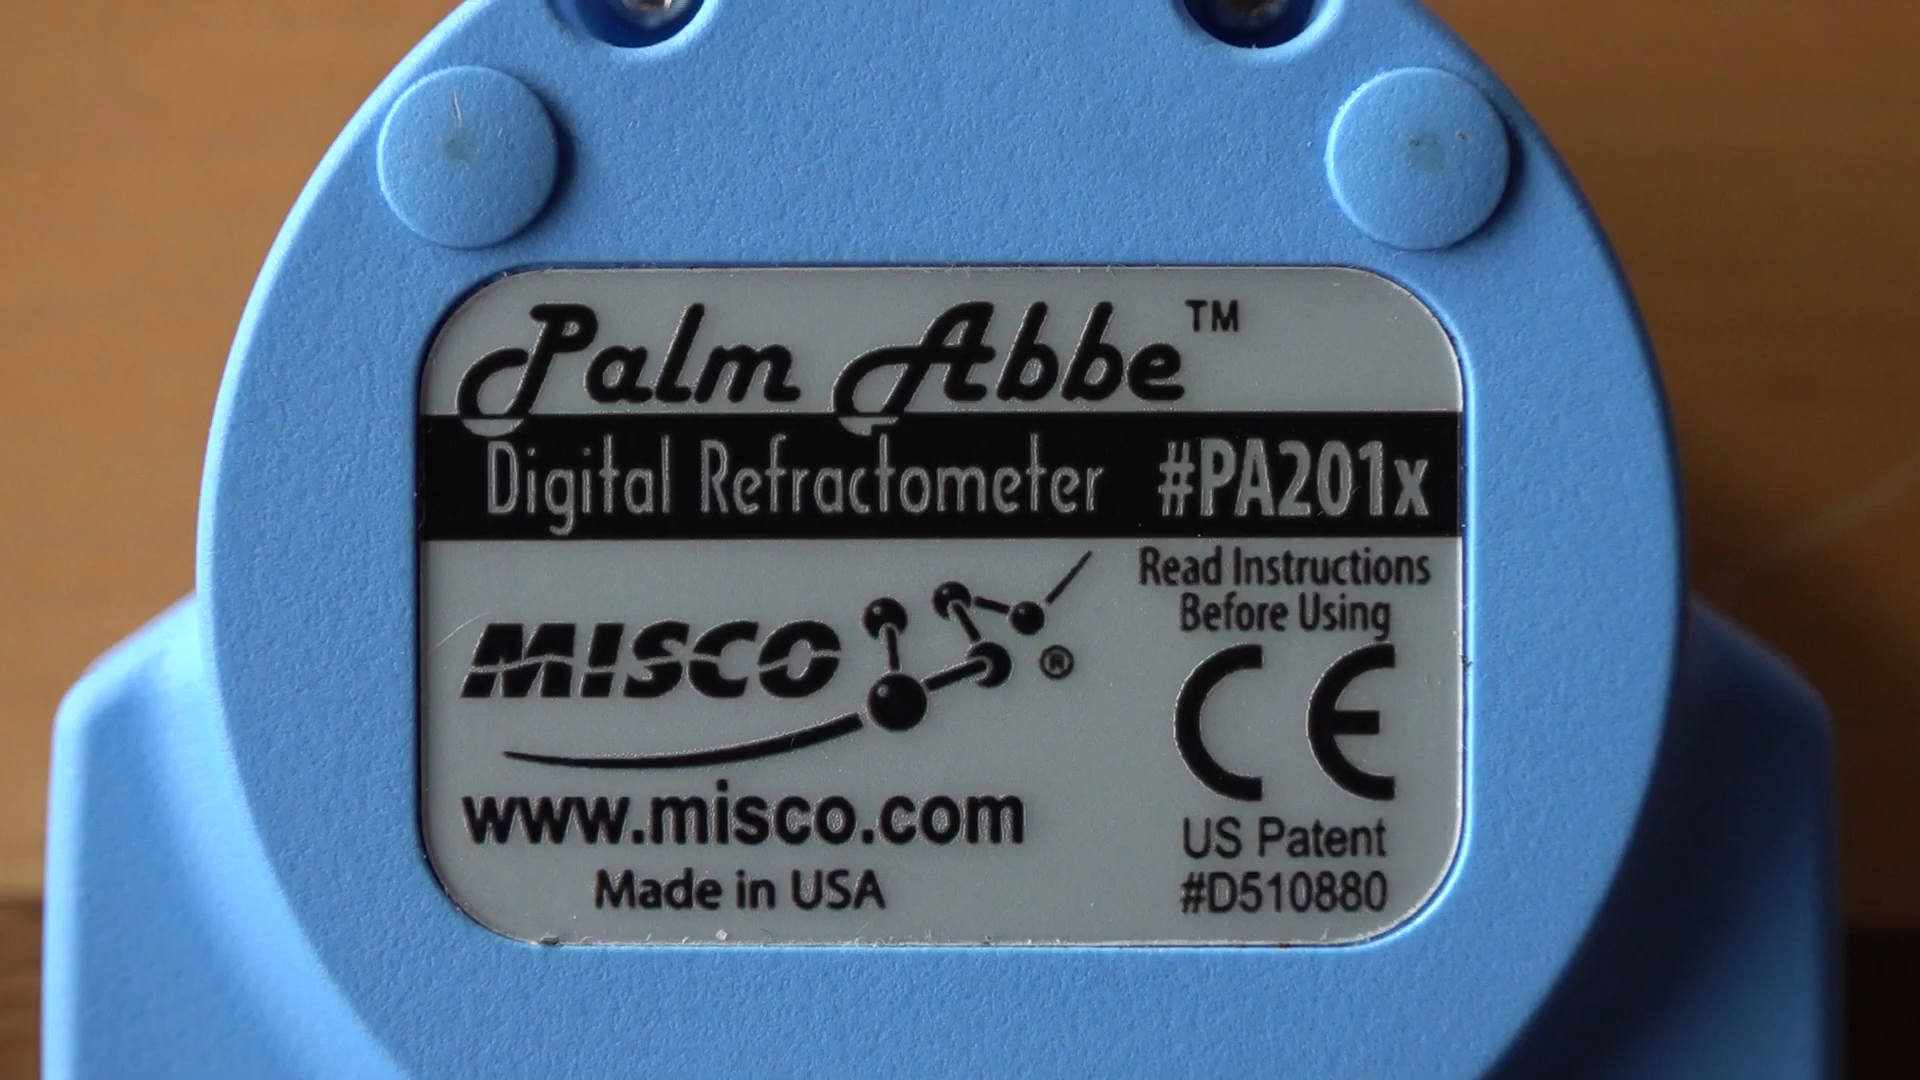 Palm Abbe™
Digital Refractometer #PA201x
Read Instructions
Before Using
MISCO®
CE
www.misco.com
Made in USA
US Patent
#D510880